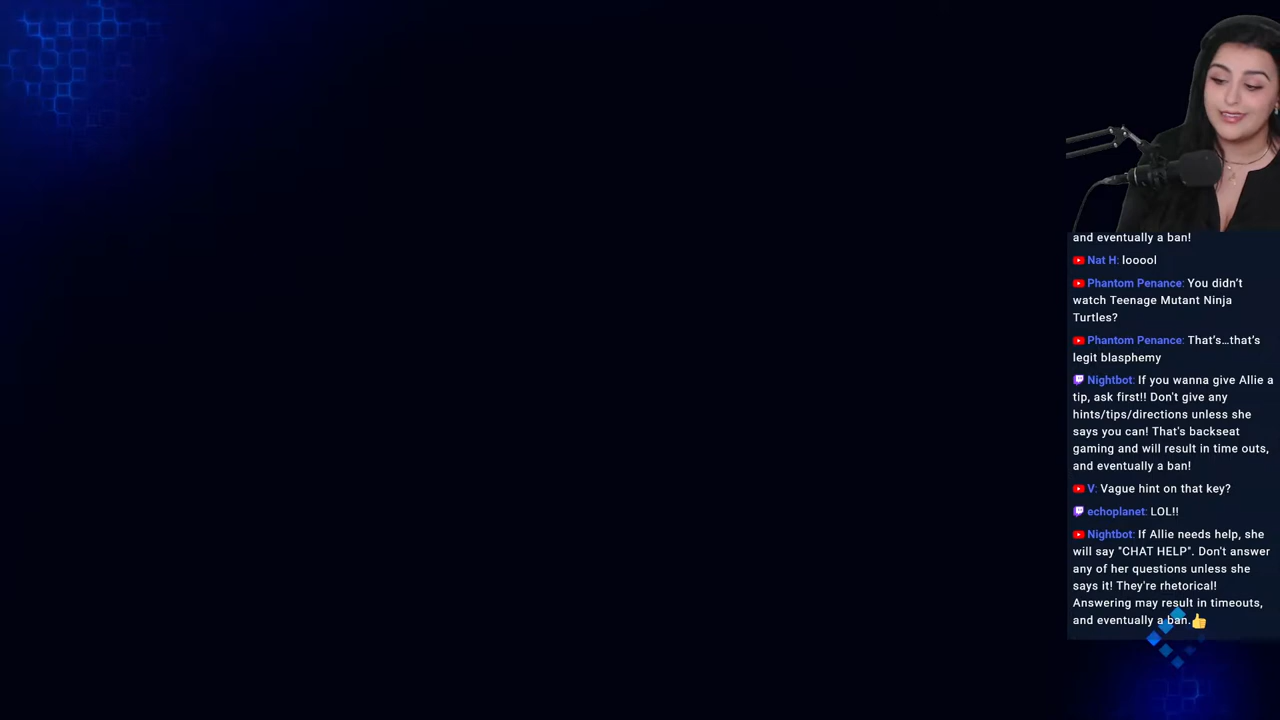 and eventually a ban!
Nat H: looool
Phantom Penance: You didn’t
watch Teenage Mutant Ninja
Turtles?
Phantom Penance: That’s…that’s
legit blasphemy
Nightbot: If you wanna give Allie a
tip, ask first!! Don't give any
hints/tips/directions unless she
says you can! That's backseat
gaming and will result in time outs,
and eventually a ban!
V: Vague hint on that key?
echoplanet: LOL!!
Nightbot: If Allie needs help, she
will say "CHAT HELP". Don't answer
any of her questions unless she
says it! They're rhetorical!
Answering may result in timeouts,
and eventually a ban.👍